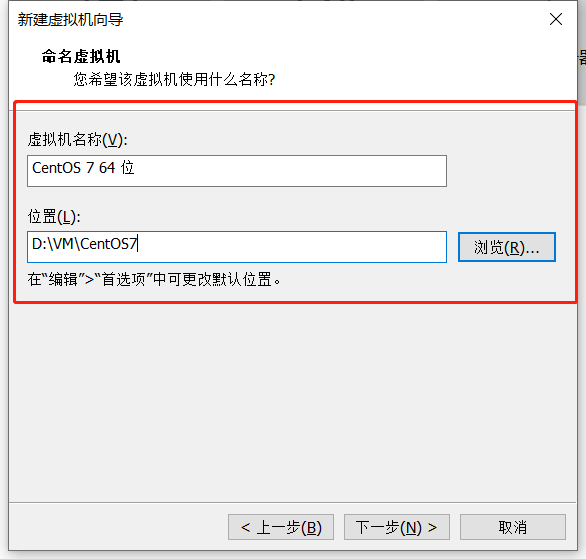 新建虚拟机向导
命名虚拟机
您希望该虚拟机使用什么名称?
虚拟机名称(V):
CentOS 7 64 位
位置(L):
D:\VM\CentOS7
浏览(R)...
在“编辑”>“首选项”中可更改默认位置。
< 上一步(B)
下一步(N) >
取消